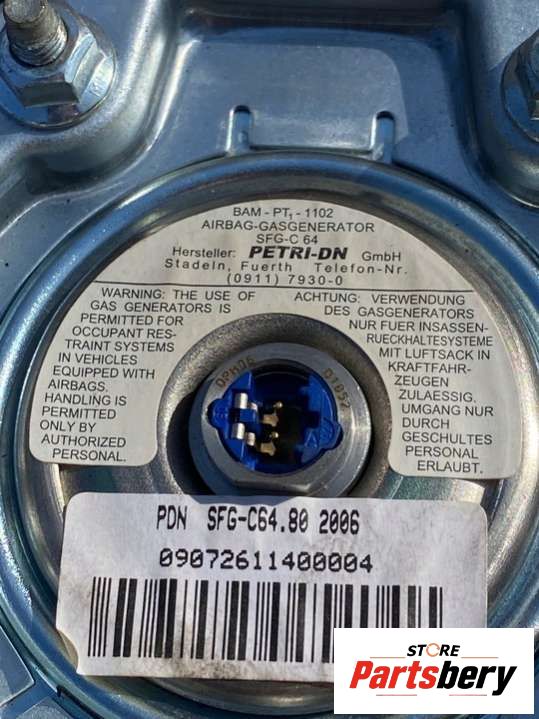 BAM - PT₁ - 1102
AIRBAG-GASGENERATOR
SFG-C 64
Hersteller: PETRI-DN GmbH
Stadeln, Fuerth Telefon-Nr.
(0911) 7930-0
WARNING: THE USE OF
GAS GENERATORS IS
PERMITTED FOR
OCCUPANT RES-
TRAINT SYSTEMS
IN VEHICLES
EQUIPPED WITH
AIRBAGS.
HANDLING IS
PERMITTED
ONLY BY
AUTHORIZED
PERSONAL.
ACHTUNG: VERWENDUNG
DES GASGENERATORS
NUR FUER INSASSEN-
RUECKHALTESYSTEME
MIT LUFTSACK IN
KRAFTFAHR-
ZEUGEN
ZULAESSIG.
UMGANG NUR
DURCH
GESCHULTES
PERSONAL
ERLAUBT.
PDN SFG-C64.80 2006
09072611400004
STORE
Partsbery